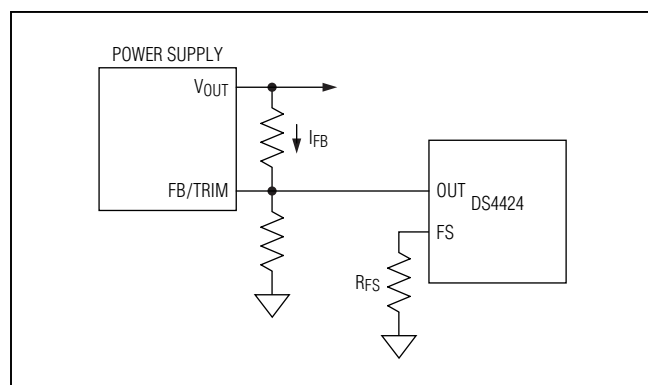 POWER SUPPLY
VOUT
IFB
FB/TRIM
OUT
DS4424
FS
RFS